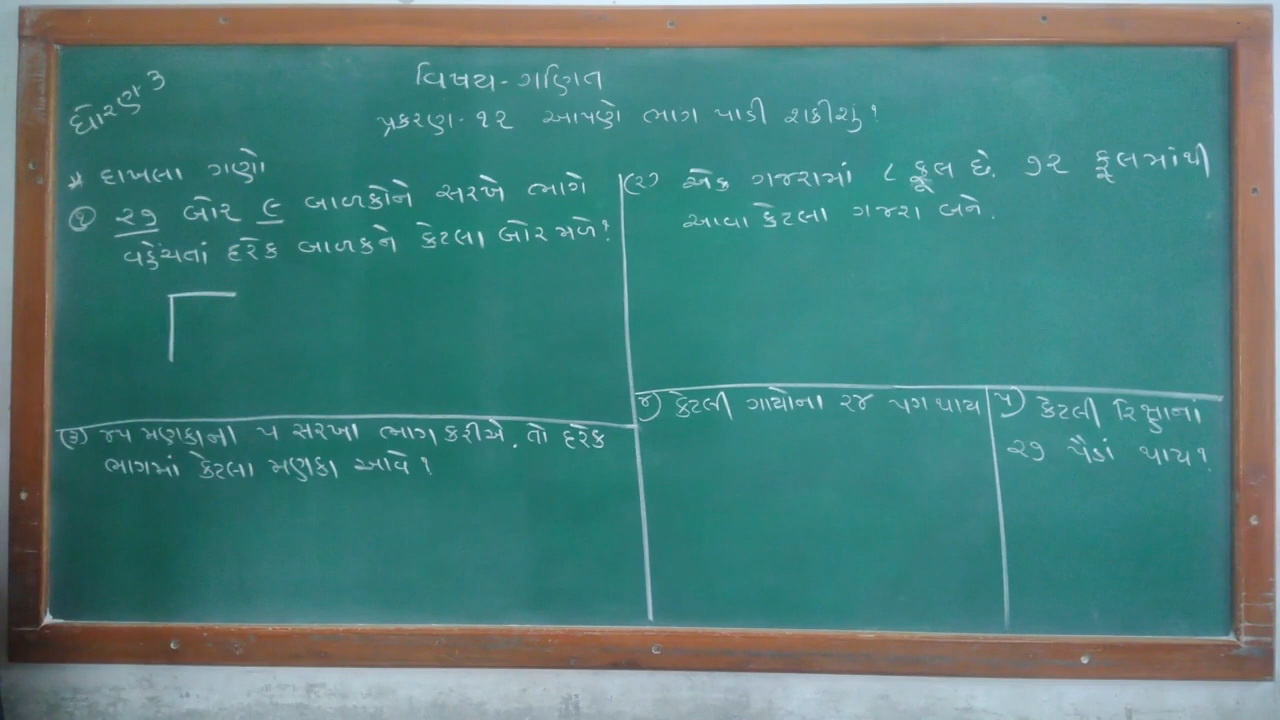 ધોરણ ૩
વિષય - ગણિત
પ્રકરણ - ૧૨ આપણે ભાગ પાડી શકીશું?
* દાખલા ગણો
(૧) ૨૭ બોર ૯ બાળકોને સરખે ભાગે
વહેંચતાં દરેક બાળકને કેટલા બોર મળે?
(૨) એક ગજરામાં ૮ ફૂલ છે. ૭૨ ફૂલમાંથી
આવા કેટલા ગજરા બને.
(૩) ૪૫ મણકાના ૫ સરખા ભાગ કરીએ. તો દરેક
ભાગમાં કેટલા મણકા આવે?
૪) કેટલી ગાયોના ૨૪ પગ થાય
૫) કેટલી રિક્ષાનાં
૨૭ પૈડાં થાય?